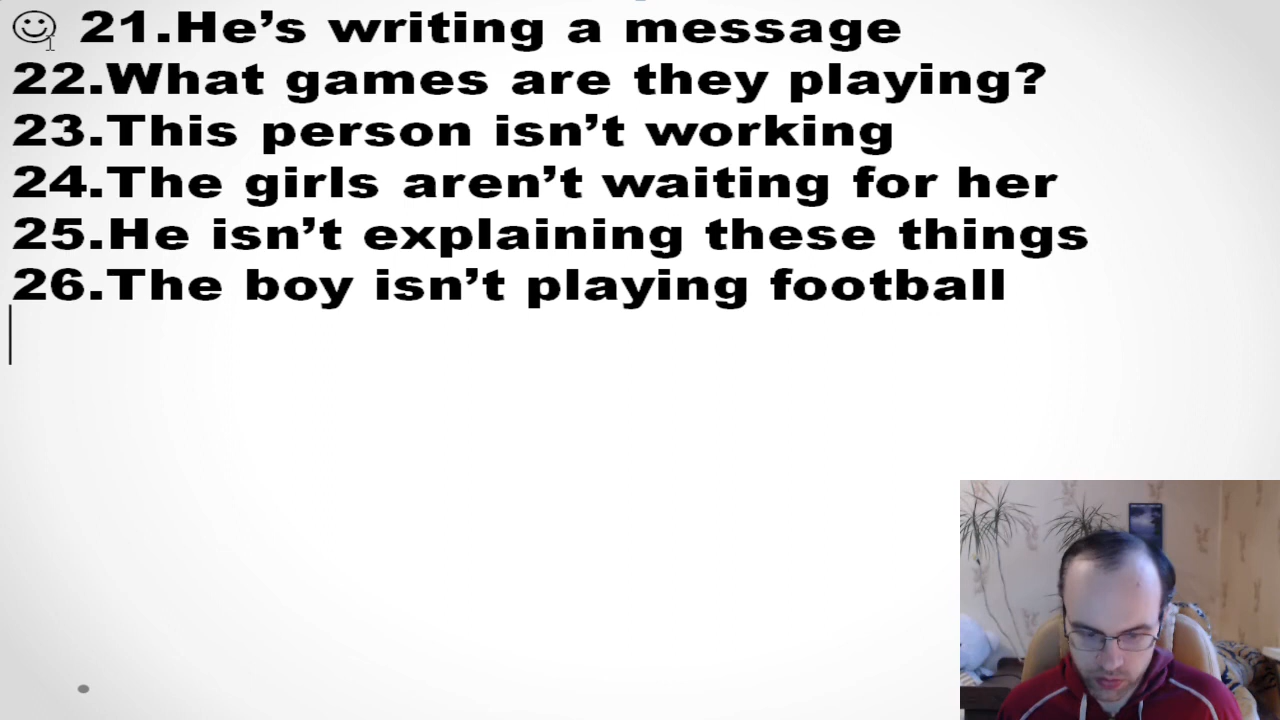 ☺ 21.He’s writing a message
22.What games are they playing?
23.This person isn’t working
24.The girls aren’t waiting for her
25.He isn’t explaining these things
26.The boy isn’t playing football